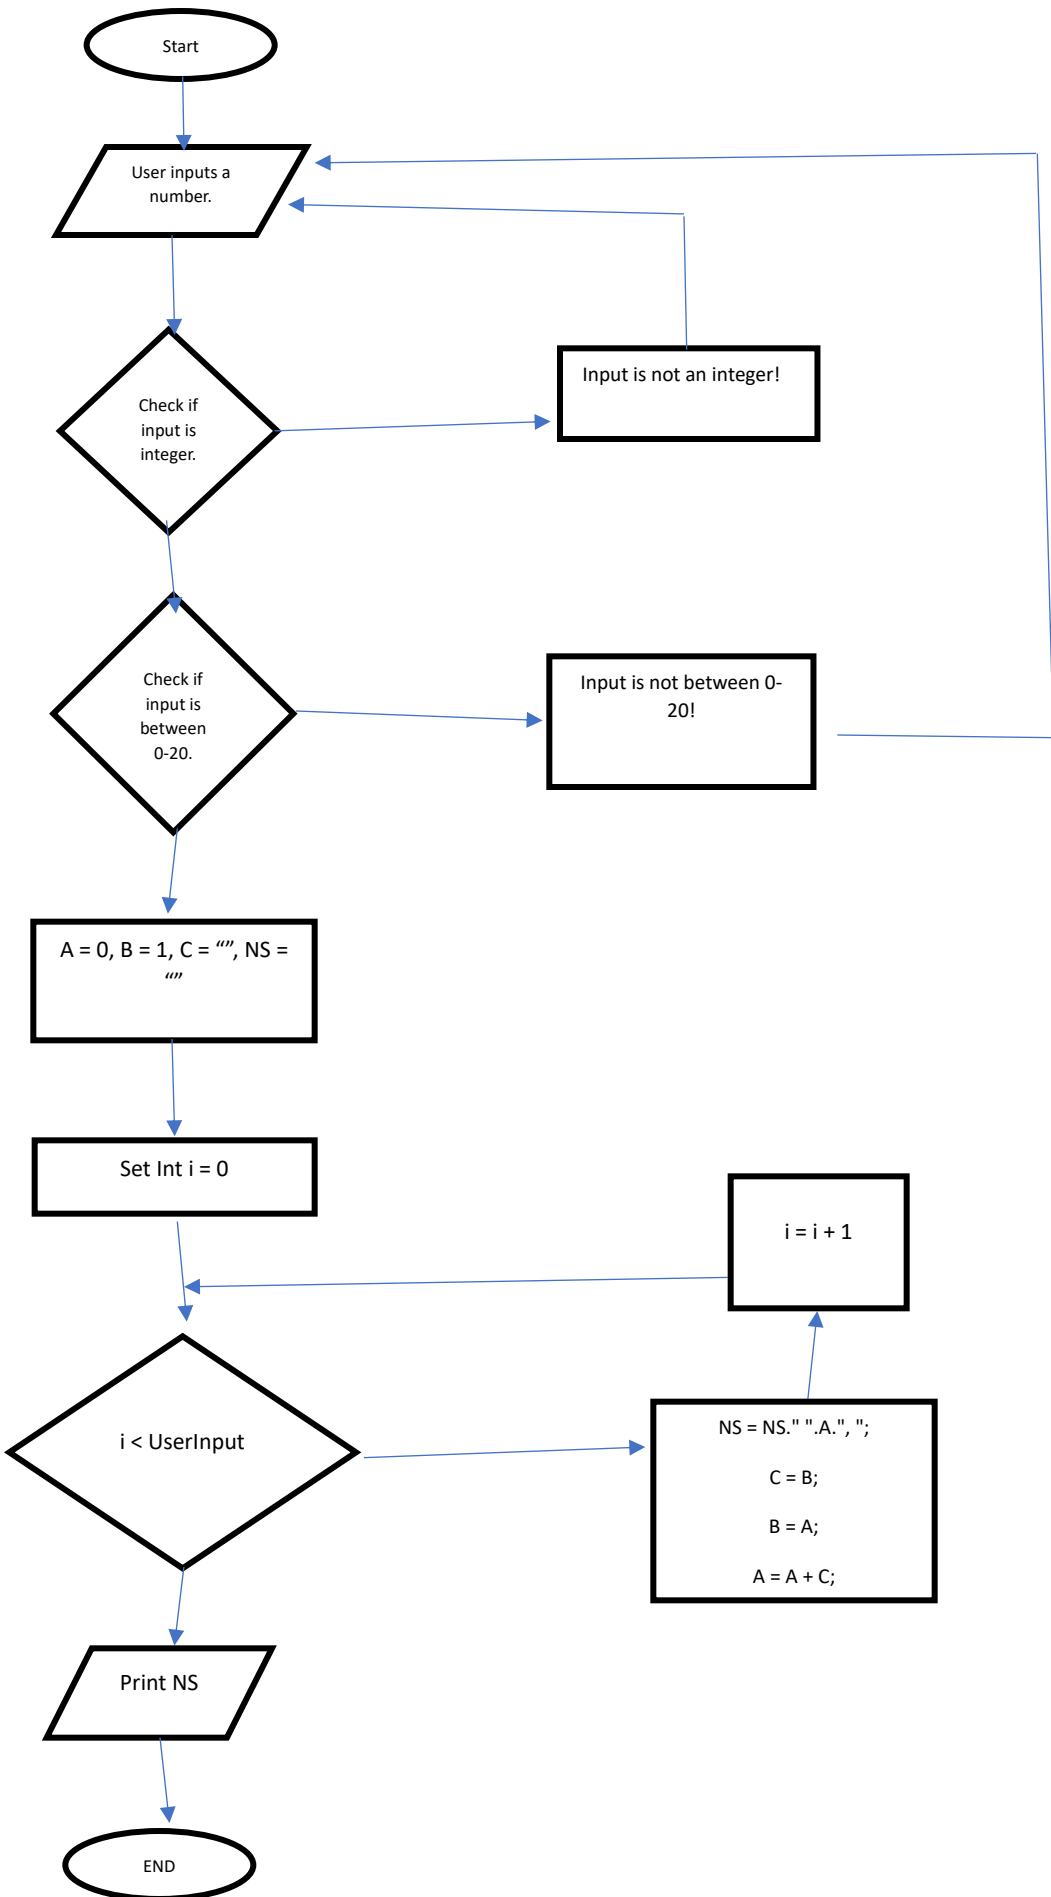 Start
User inputs a
number.
Check if
input is
integer.
Input is not an integer!
Check if
input is
between
0-20.
Input is not between 0-
20!
A = 0, B = 1, C = “”, NS =
“”
Set Int i = 0
i = i + 1
i < UserInput
NS = NS." ".A.", ";
C = B;
B = A;
A = A + C;
Print NS
END